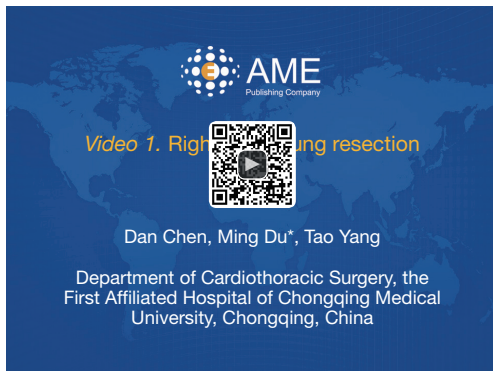 AME
Publishing Company
Video 1. Righ ung resection
Dan Chen, Ming Du*, Tao Yang
Department of Cardiothoracic Surgery, the
First Affiliated Hospital of Chongqing Medical
University, Chongqing, China